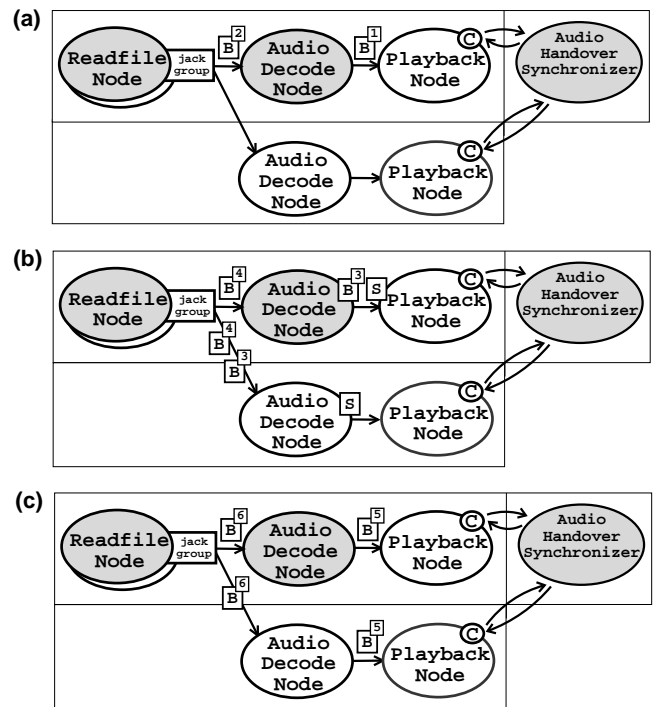 (a)
Readfile
Node
jack
group
B 2
Audio
Decode
Node
B 1
Playback
Node
C
Audio
Handover
Synchronizer
Audio
Decode
Node
Playback
Node
C
(b)
Readfile
Node
jack
group
B 4
Audio
Decode
Node
B 3
S
Playback
Node
C
Audio
Handover
Synchronizer
B 4
B 3
Audio
Decode
Node
S
Playback
Node
C
(c)
Readfile
Node
jack
group
B 6
Audio
Decode
Node
B 5
Playback
Node
C
Audio
Handover
Synchronizer
B 6
Audio
Decode
Node
B 5
Playback
Node
C